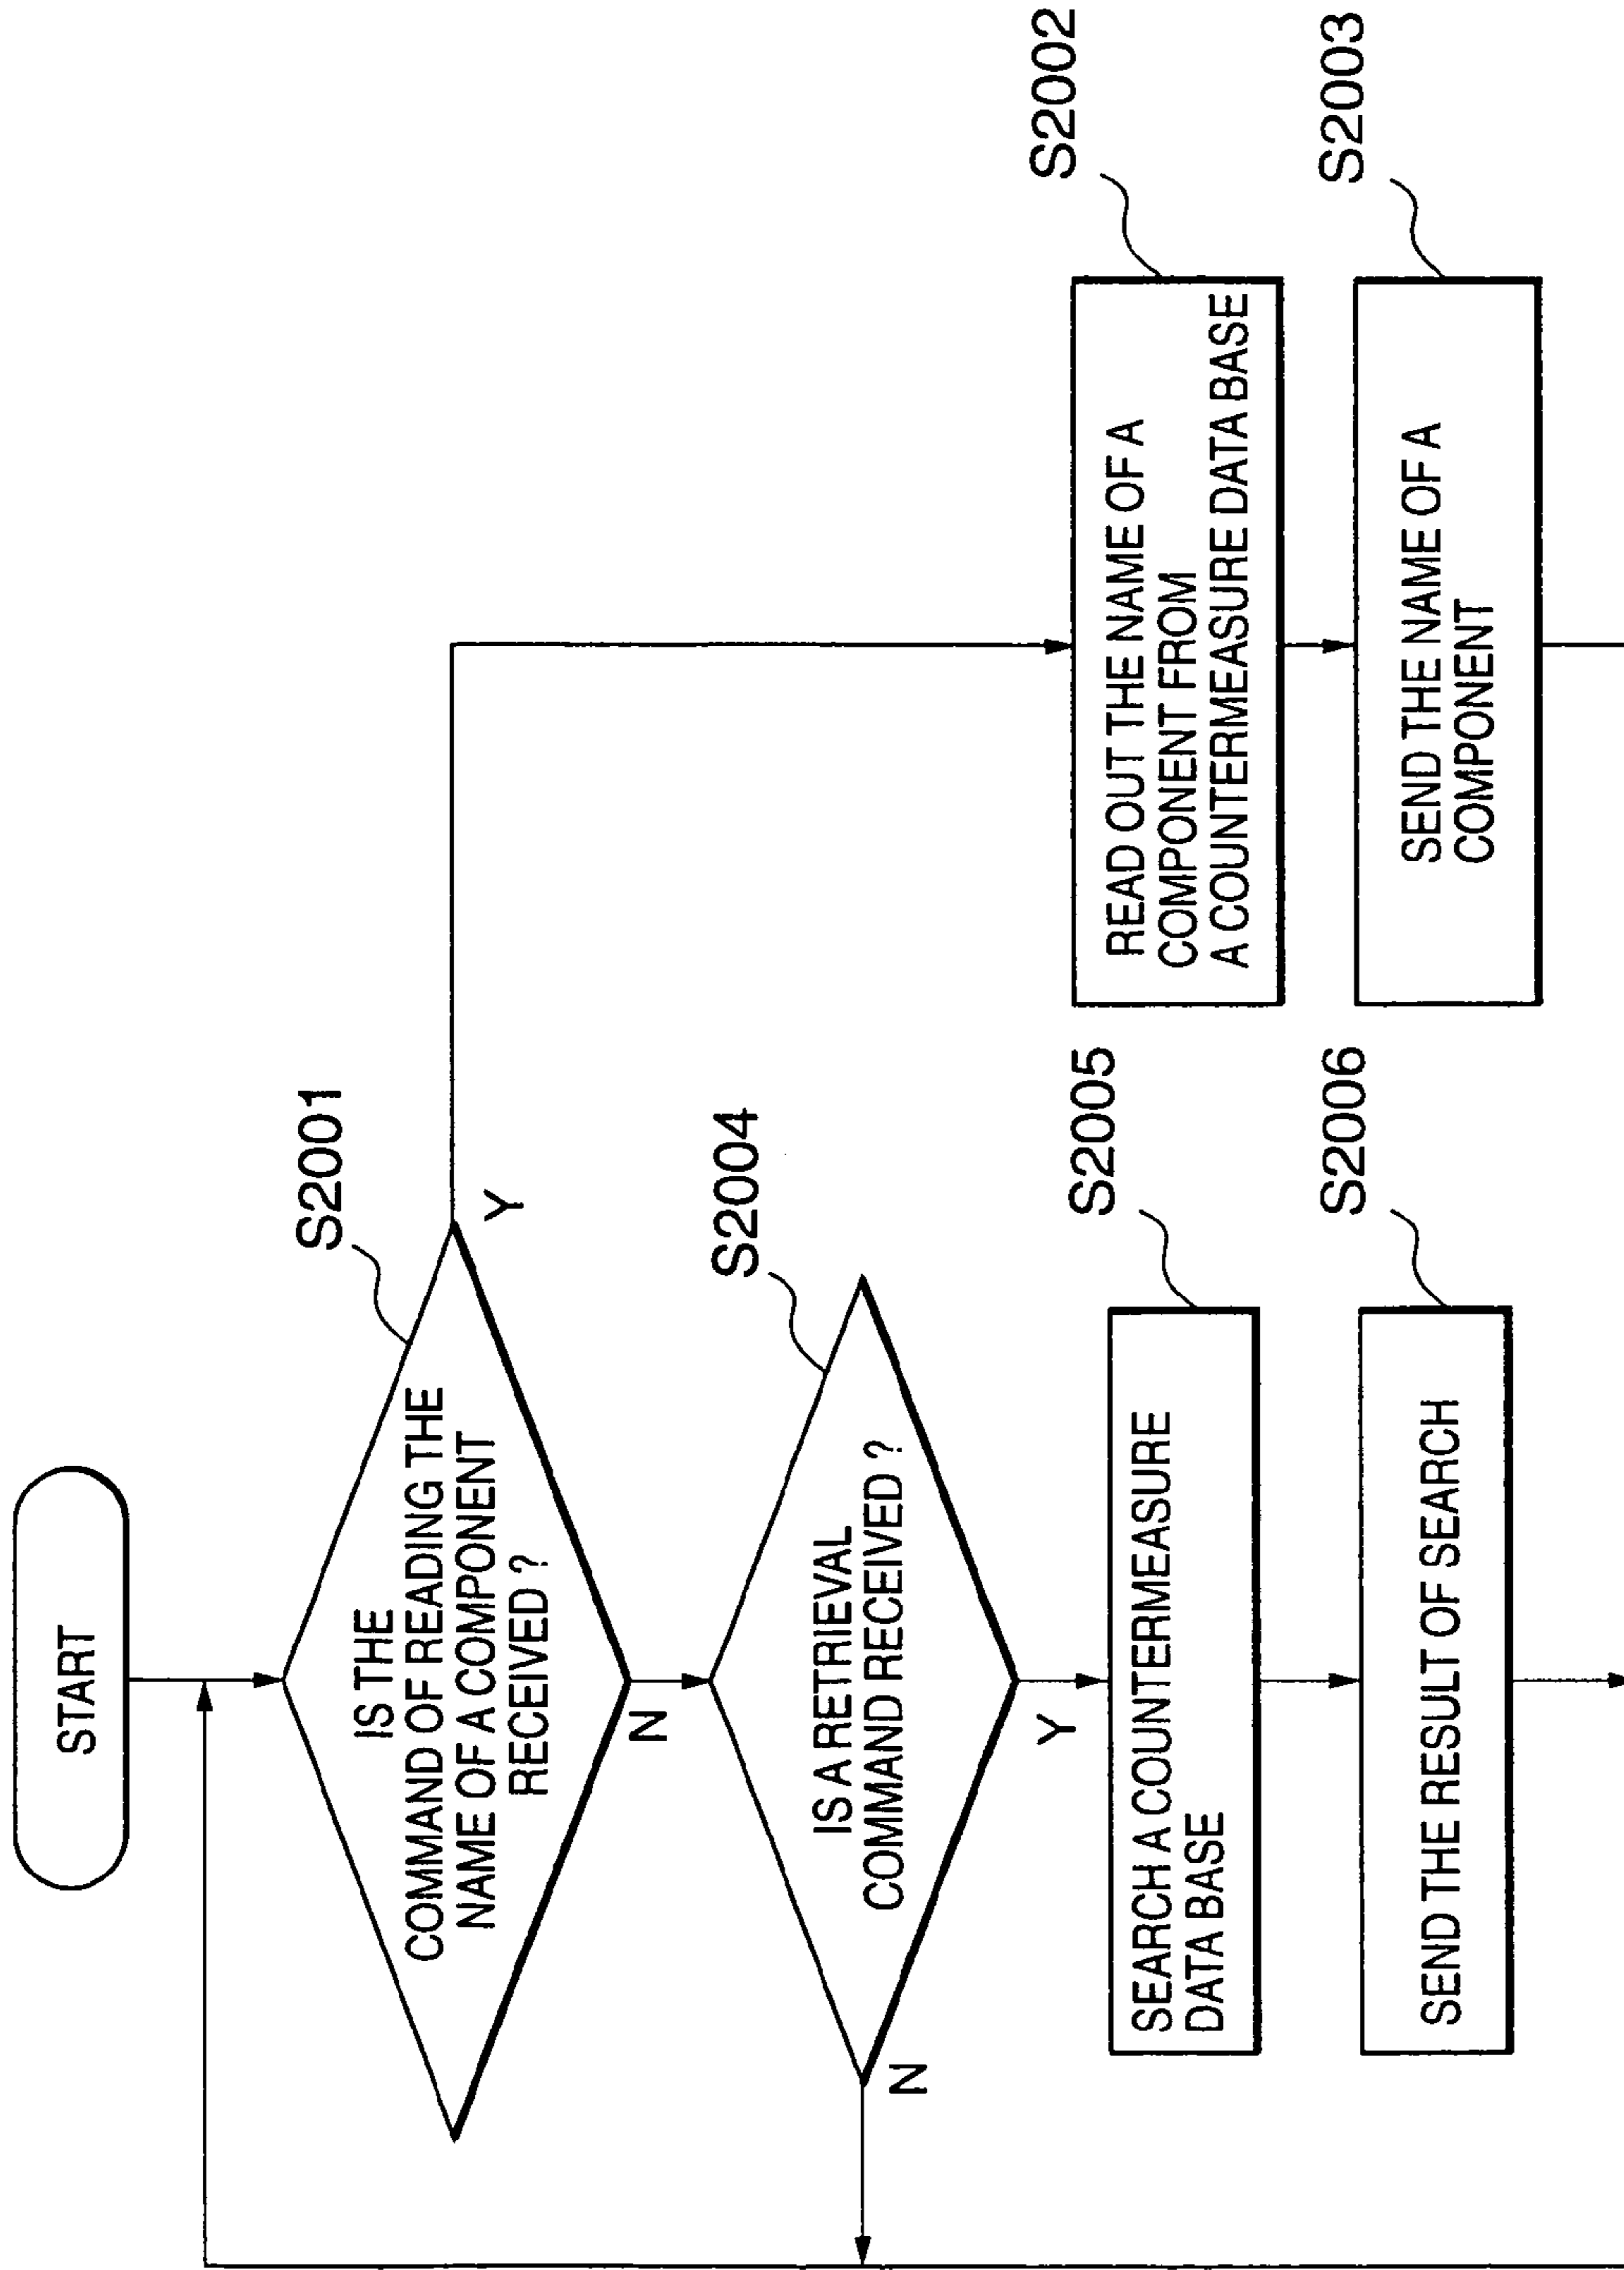 START
S2001
IS THE
COMMAND OF READING THE
NAME OF A COMPONENT
RECEIVED ?
Y
N
S2004
IS A RETRIEVAL
COMMAND RECEIVED ?
N
Y
S2002
READ OUT THE NAME OF A
COMPONENT FROM
A COUNTERMEASURE DATA BASE
S2005
SEARCH A COUNTERMEASURE
DATA BASE
S2003
SEND THE NAME OF A
COMPONENT
S2006
SEND THE RESULT OF SEARCH